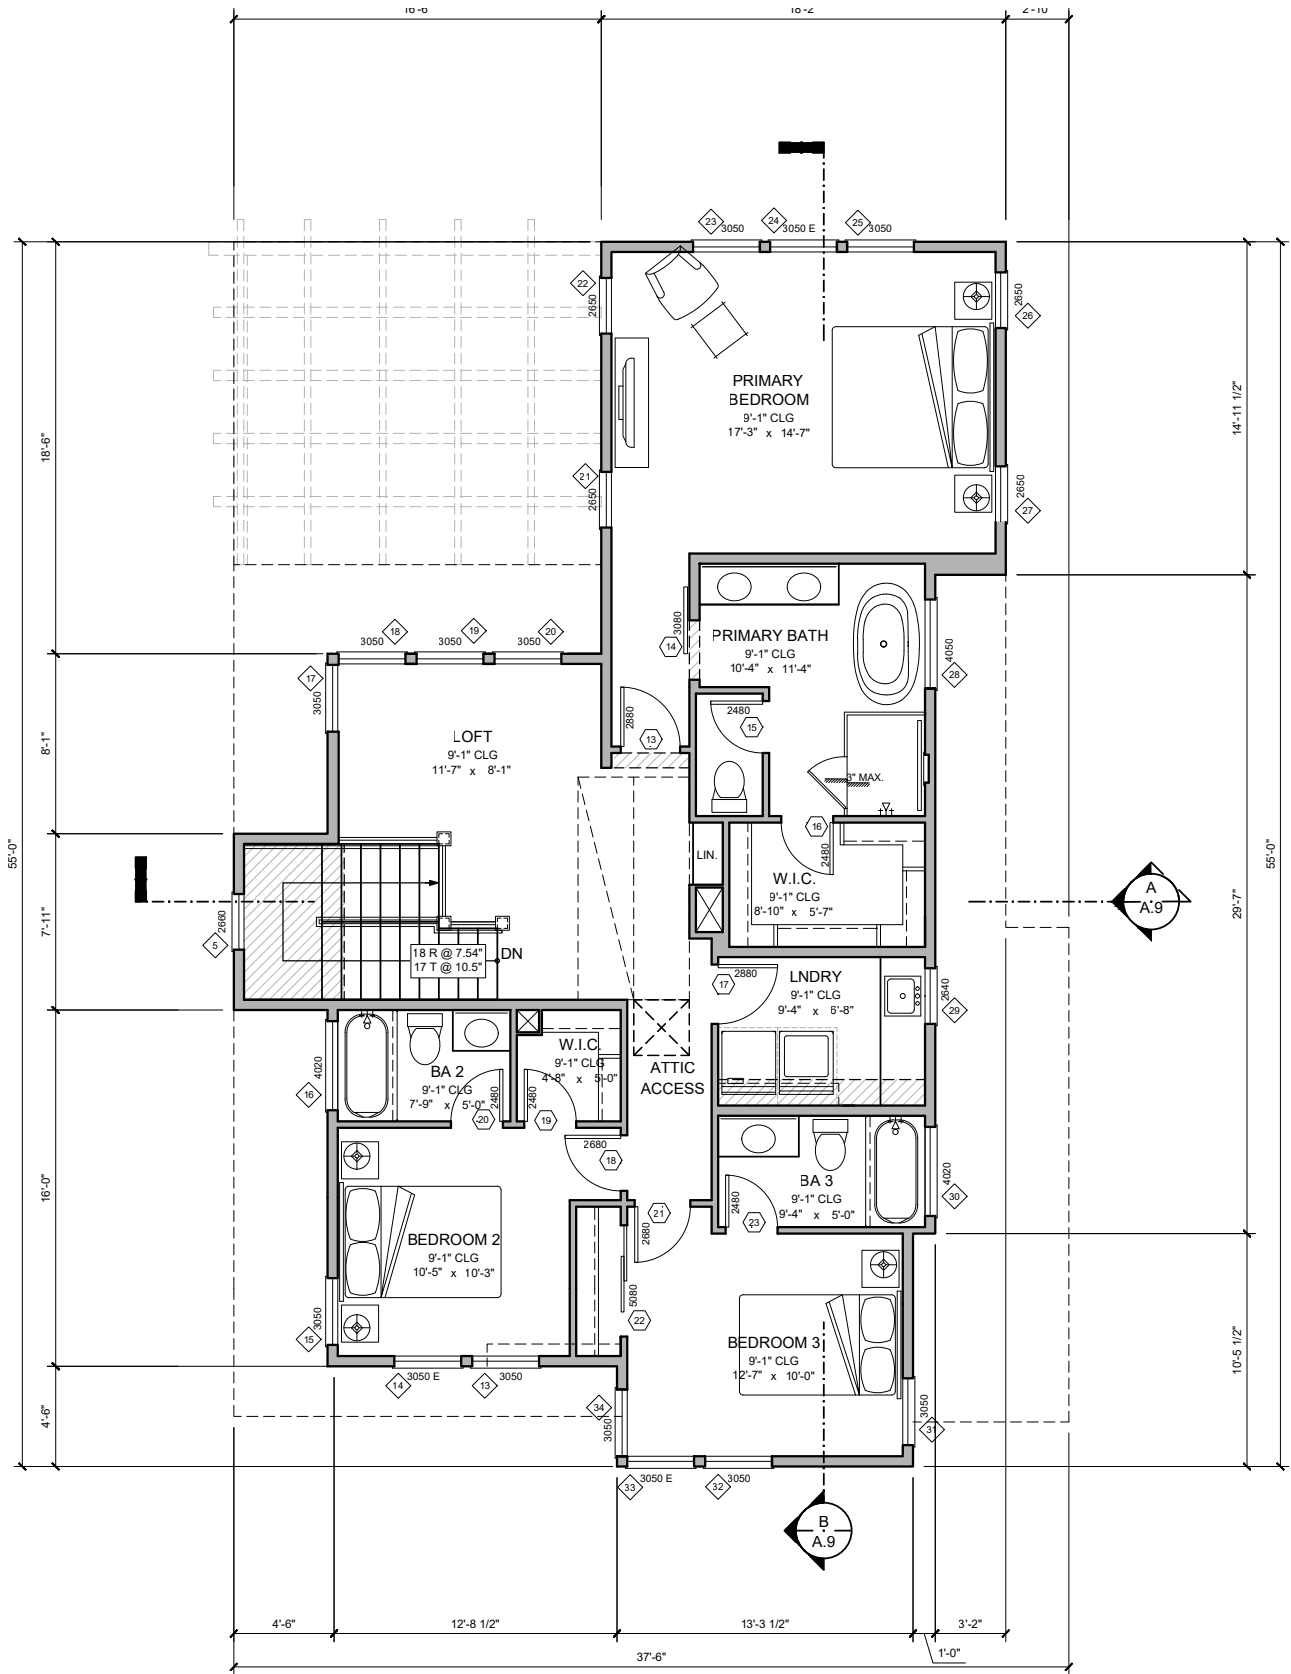 16'-6"
18'-2"
2'-10"
23
3050
24
3050 E
25
3050
22
2650
2650
26
18'-6"
14'-11 1/2"
PRIMARY
BEDROOM
9'-1" CLG
17'-3" x 14'-7"
21
2650
2650
27
3050
18
3050
19
3050
20
3080
14
PRIMARY BATH
9'-1" CLG
10'-4" x 11'-4"
4050
28
17
3050
8'-1"
LOFT
9'-1" CLG
11'-7" x 8'-1"
2880
13
2480
15
3" MAX.
16
2480
55'-0"
55'-0"
LIN.
W.I.C.
9'-1" CLG
8'-10" x 5'-7"
A
A.9
29'-7"
7'-11"
2660
5
18 R @ 7.54"
17 T @ 10.5"
DN
2880
17
LNDRY
9'-1" CLG
9'-4" x 6'-8"
2640
29
4020
16
BA 2
9'-1" CLG
7'-9" x 5'-0"
2480
20
W.I.C.
9'-1" CLG
4'-8" x 5'-0"
2480
19
ATTIC
ACCESS
2680
18
16'-0"
BA 3
9'-1" CLG
9'-4" x 5'-0"
4020
30
2480
23
21
2680
BEDROOM 2
9'-1" CLG
10'-5" x 10'-3"
5080
22
3050
15
BEDROOM 3
9'-1" CLG
12'-7" x 10'-0"
10'-5 1/2"
14
3050 E
13
3050
34
3050
3050
31
4'-6"
33
3050 E
32
3050
B
A.9
4'-6"
12'-8 1/2"
13'-3 1/2"
3'-2"
1'-0"
37'-6"